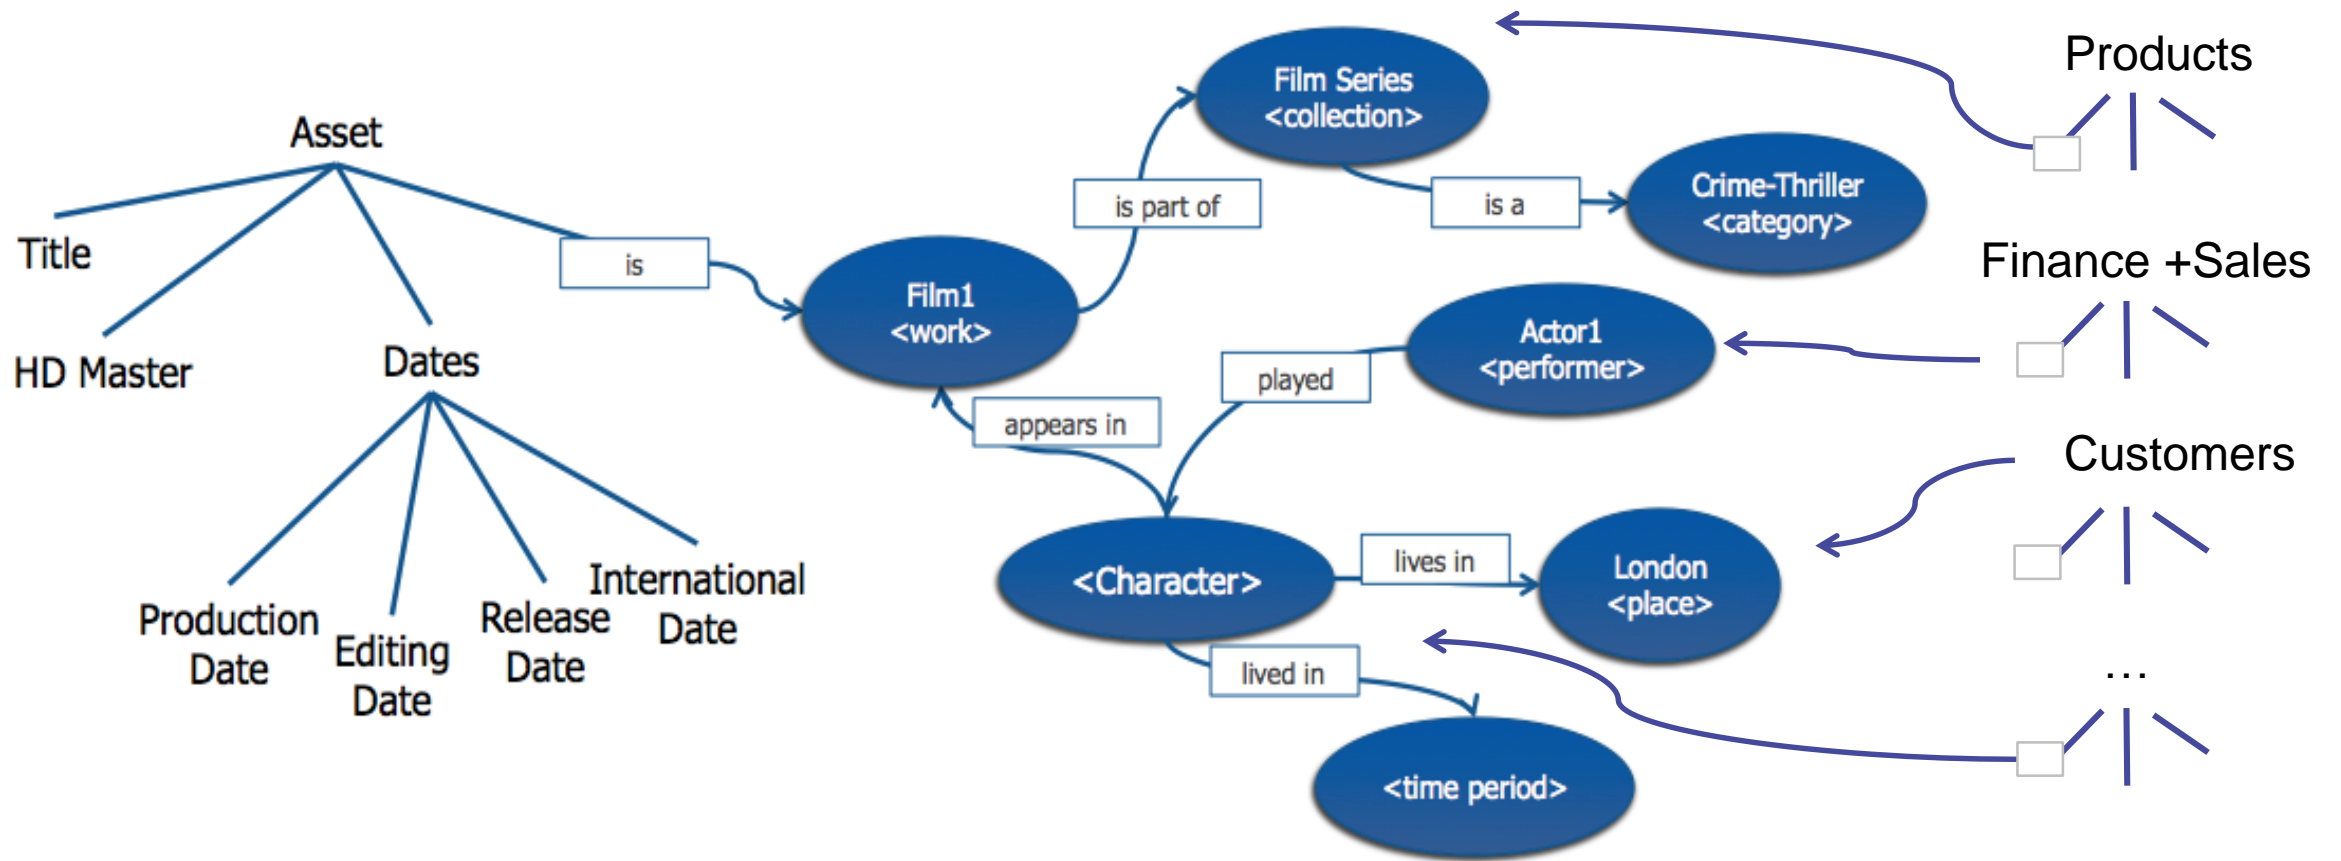 Asset
Title
HD Master
Dates
Production
Date
Editing
Date
Release
Date
International
Date
is
Film1
<work>
is part of
Film Series
<collection>
is a
Crime-Thriller
<category>
played
Actor1
<performer>
appears in
<Character>
lives in
London
<place>
lived in
<time period>
Products
Finance +Sales
Customers
...